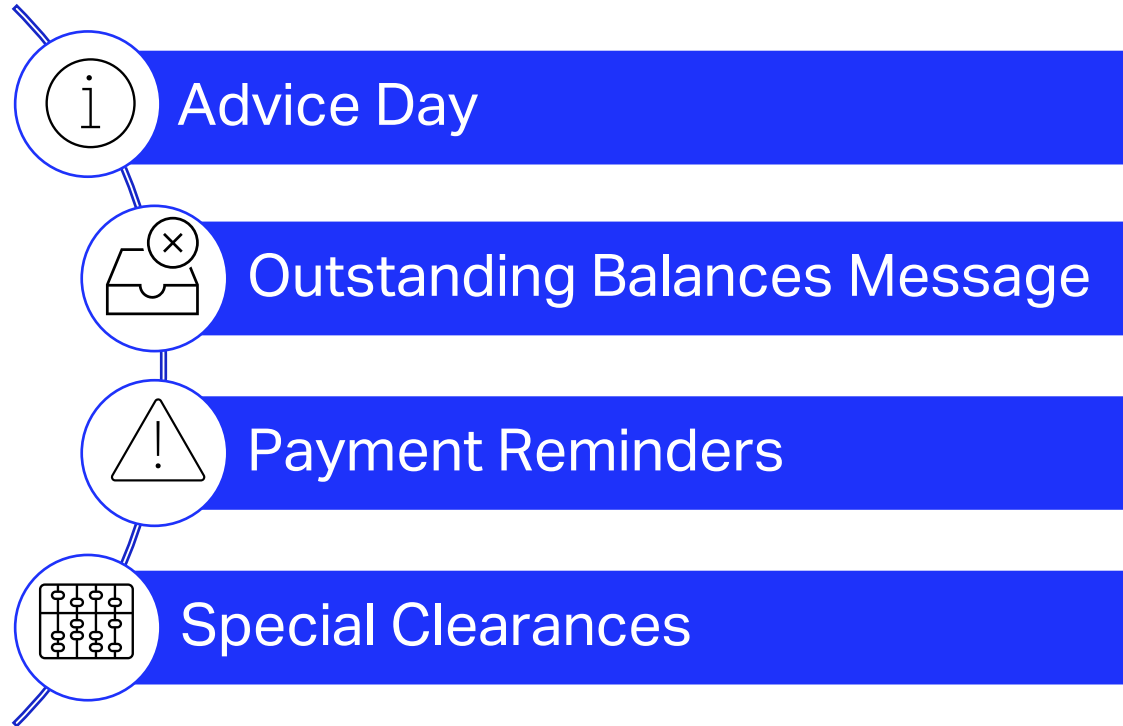 Advice Day
Outstanding Balances Message
Payment Reminders
Special Clearances